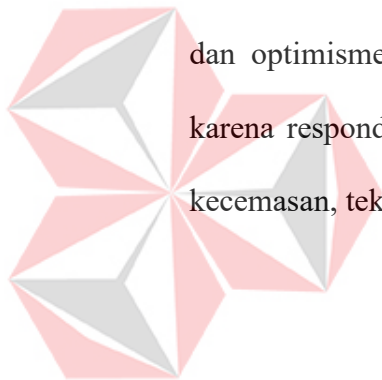 dan optimisme
karena respond
kecemasan, tek